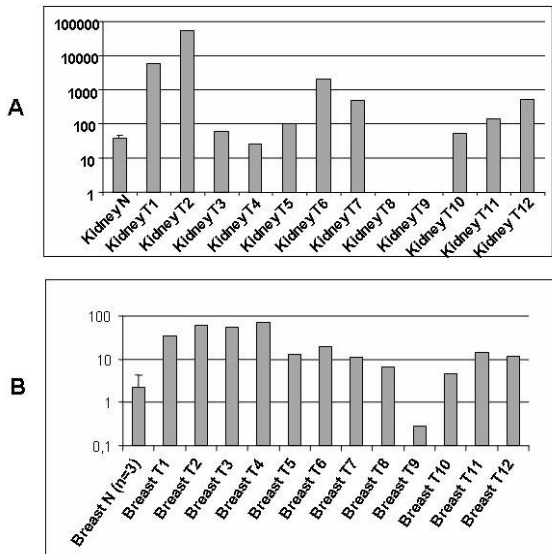 A
100000
10000
1000
100
10
1
Kidney N
Kidney T1
Kidney T2
Kidney T3
Kidney T4
Kidney T5
Kidney T6
Kidney T7
Kidney T8
Kidney T9
Kidney T10
Kidney T11
Kidney T12
B
100
10
1
0,1
Breast N (n=3)
Breast T1
Breast T2
Breast T3
Breast T4
Breast T5
Breast T6
Breast T7
Breast T8
Breast T9
Breast T10
Breast T11
Breast T12